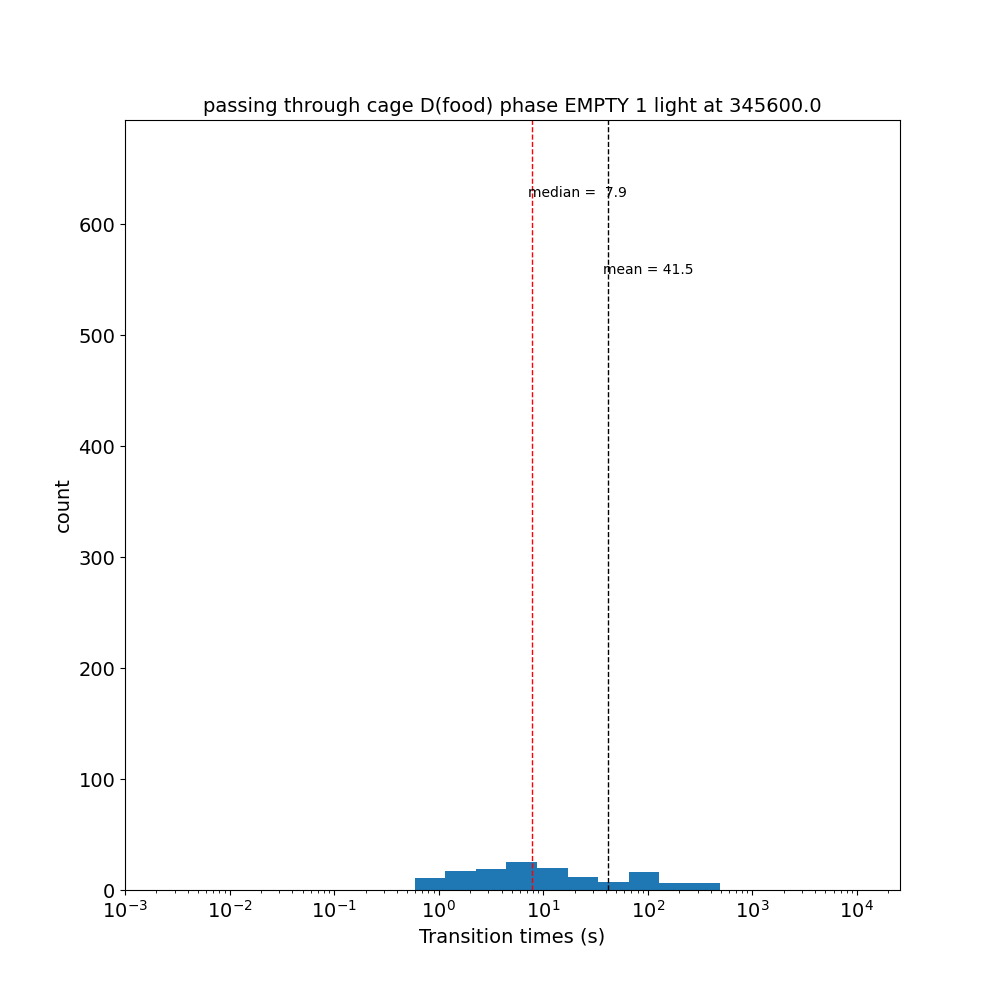 passing through cage D(food) phase EMPTY 1 light at 345600.0
median =  7.9
mean = 41.5
600
500
400
300
200
100
0
count
10⁻³ 10⁻² 10⁻¹ 10⁰ 10¹ 10² 10³ 10⁴
Transition times (s)